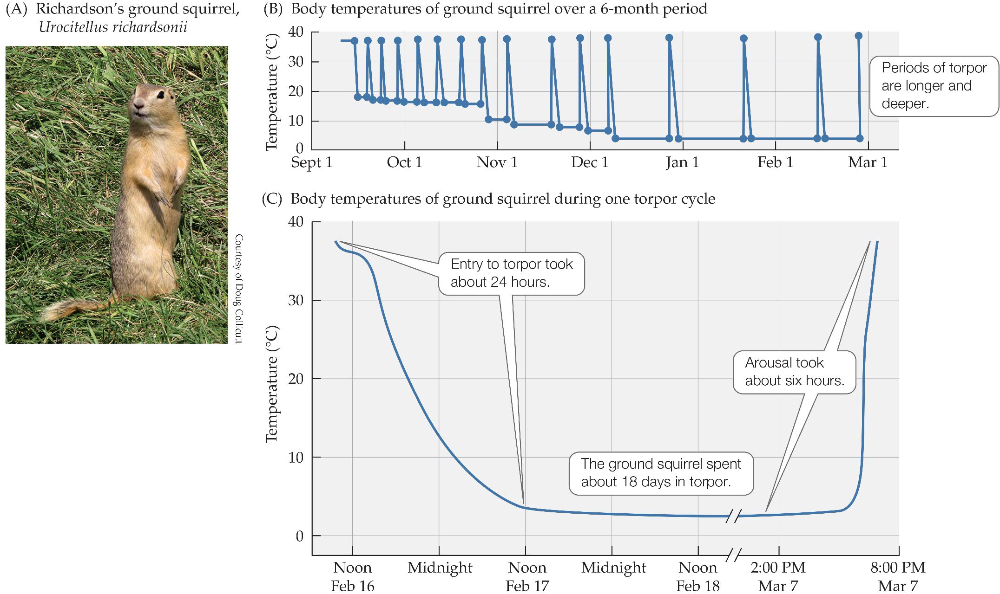 (A) Richardson’s ground squirrel,
Urocitellus richardsonii
Courtesy of Doug Collicutt
(B) Body temperatures of ground squirrel over a 6-month period
Temperature (°C)
40
30
20
10
0
Sept 1 Oct 1 Nov 1 Dec 1 Jan 1 Feb 1 Mar 1
Periods of torpor
are longer and
deeper.
(C) Body temperatures of ground squirrel during one torpor cycle
Temperature (°C)
40
30
20
10
0
Entry to torpor took
about 24 hours.
Arousal took
about six hours.
The ground squirrel spent
about 18 days in torpor.
Noon Midnight Noon Midnight Noon 2:00 PM 8:00 PM
Feb 16 Feb 17 Feb 18 Mar 7 Mar 7